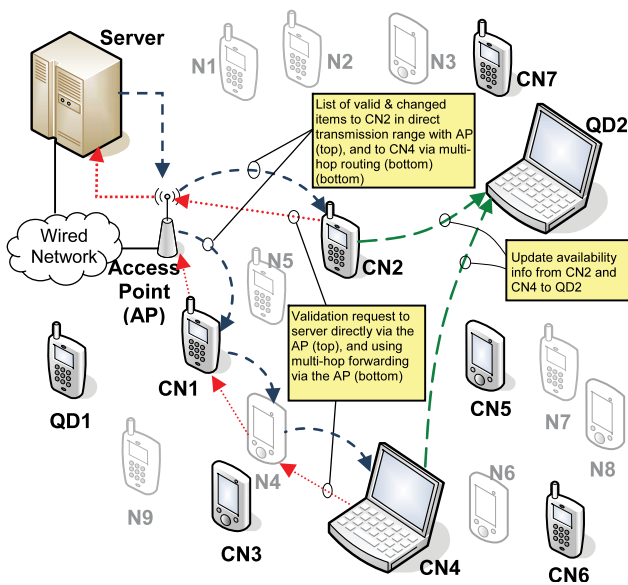 Server
N1
N2
N3
CN7
List of valid & changed
items to CN2 in direct
transmission range with AP
(top), and to CN4 via multi-
hop routing (bottom)
(bottom)
QD2
Wired
Network
Access
Point
(AP)
N5
CN2
Update availability
info from CN2 and
CN4 to QD2
Validation request to
server directly via the
AP (top), and using
multi-hop forwarding
via the AP (bottom)
QD1
CN1
CN5
N7
N8
N9
N4
CN3
CN4
N6
CN6